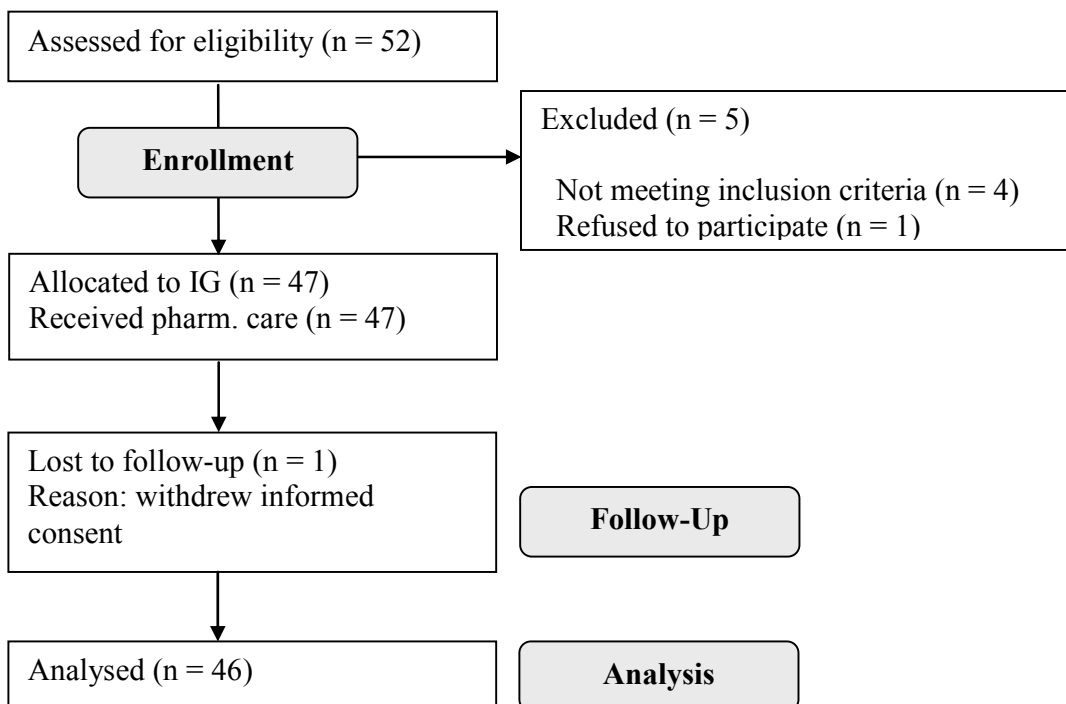 Assessed for eligibility (n = 52)
Enrollment
Excluded (n = 5)
Not meeting inclusion criteria (n = 4)
Refused to participate (n = 1)
Allocated to IG (n = 47)
Received pharm. care (n = 47)
Lost to follow-up (n = 1)
Reason: withdrew informed
consent
Follow-Up
Analysed (n = 46)
Analysis